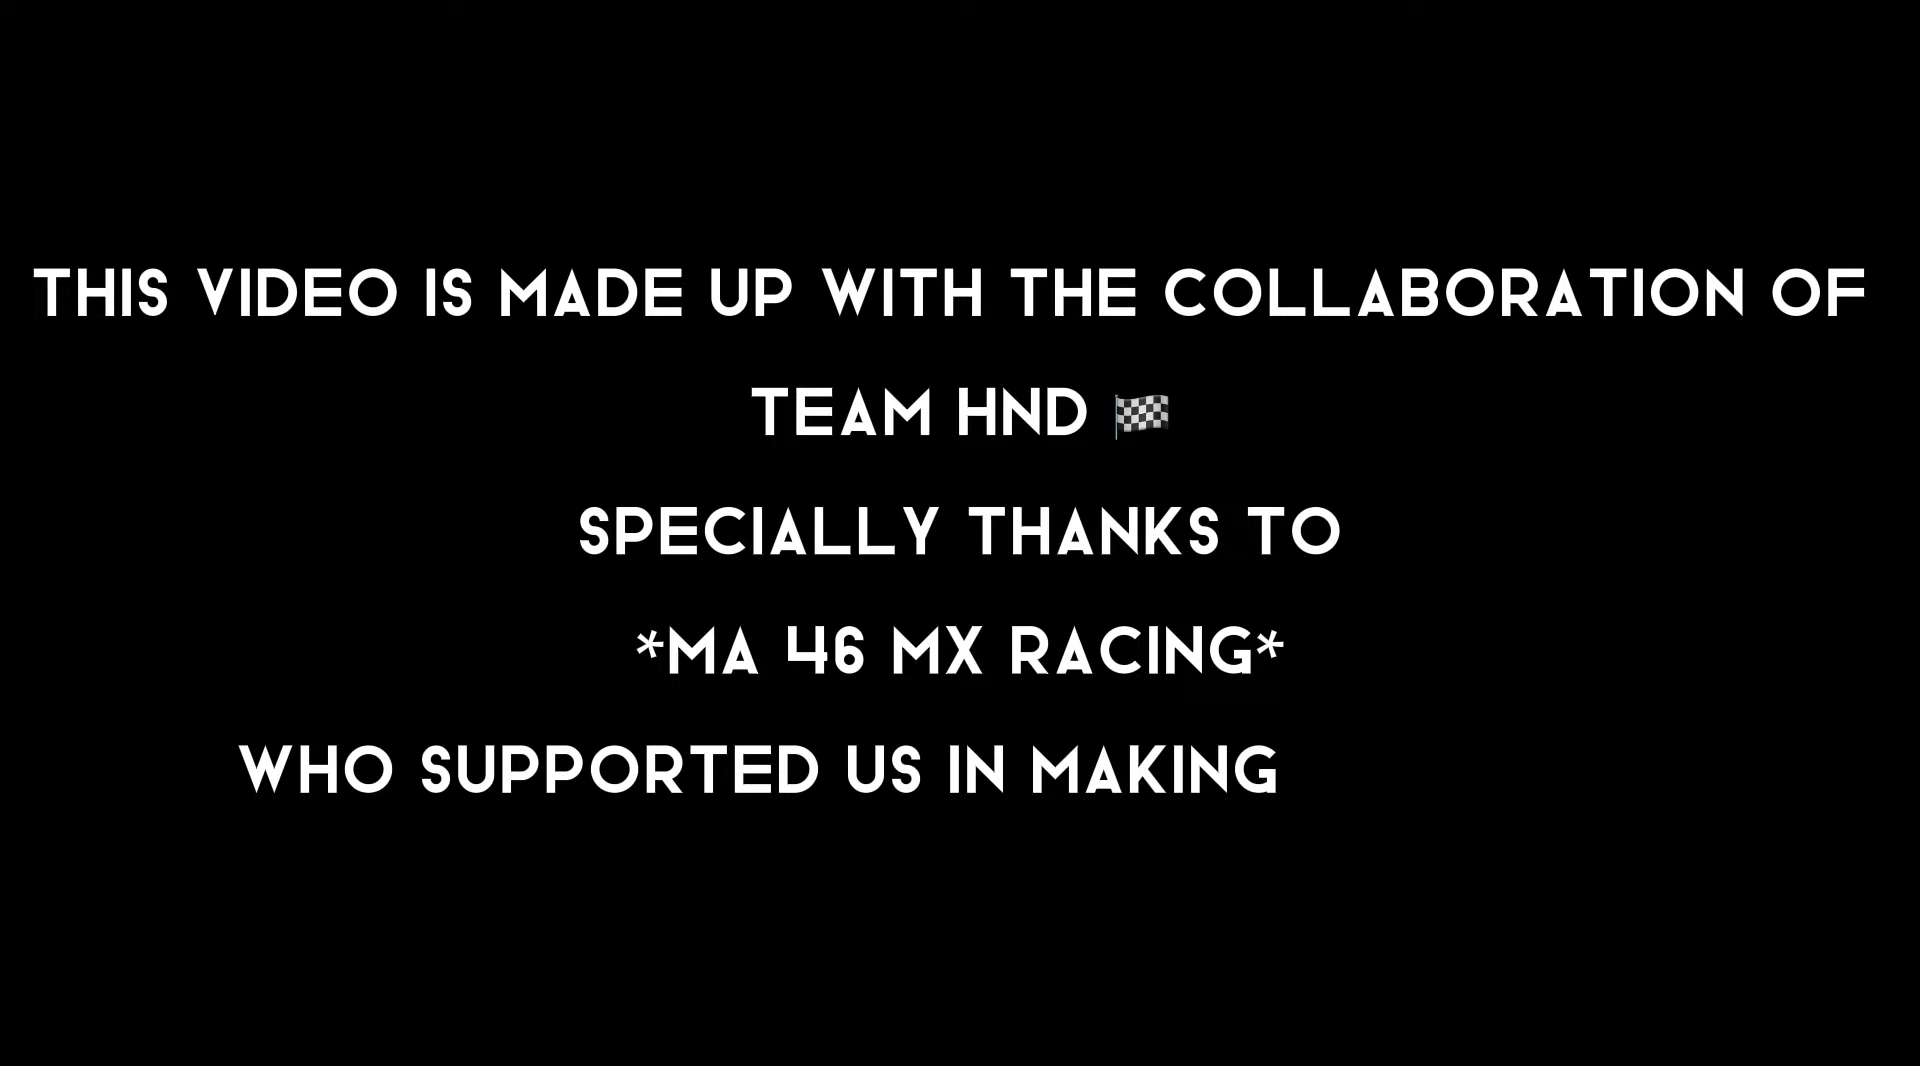 THIS VIDEO IS MADE UP WITH THE COLLABORATION OF
TEAM HND 🏁
SPECIALLY THANKS TO
*MA 46 MX RACING*
WHO SUPPORTED US IN MAKING